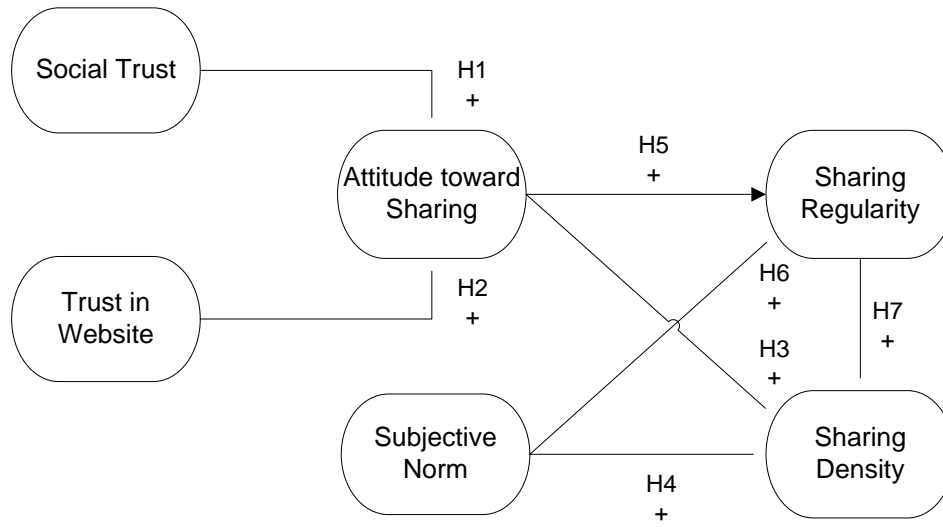 Social Trust
H1
+
Attitude toward
Sharing
H5
+
Sharing
Regularity
Trust in
Website
H2
+
H6
+
H7
+
H3
+
Subjective
Norm
H4
+
Sharing
Density